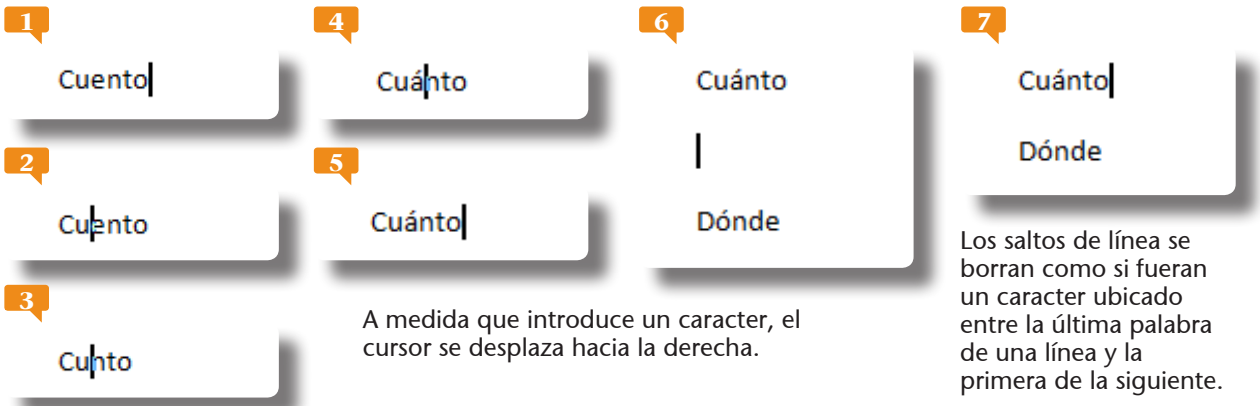 1
Cuento
2
Cuento
3
Cunto
4
Cuánto
5
Cuánto
A medida que introduce un caracter, el
cursor se desplaza hacia la derecha.
6
Cuánto
Dónde
7
Cuánto
Dónde
Los saltos de línea se
borran como si fueran
un caracter ubicado
entre la última palabra
de una línea y la
primera de la siguiente.